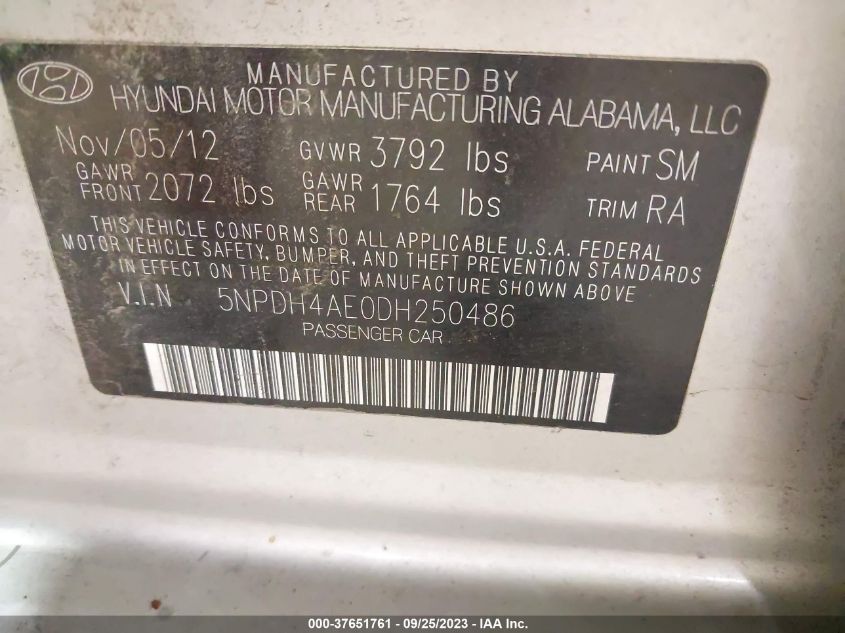 MANUFACTURED BY
HYUNDAI MOTOR MANUFACTURING ALABAMA, LLC
Nov/05/12 GVWR 3792 lbs PAINT SM
GAWR FRONT 2072 lbs GAWR REAR 1764 lbs TRIM RA
THIS VEHICLE CONFORMS TO ALL APPLICABLE U.S.A. FEDERAL
MOTOR VEHICLE SAFETY, BUMPER, AND THEFT PREVENTION STANDARDS
IN EFFECT ON THE DATE OF MANUFACTURE SHOWN ABOVE
V.I.N 5NPDH4AE0DH250486
PASSENGER CAR
000-37651761 - 09/25/2023 - IAA Inc.